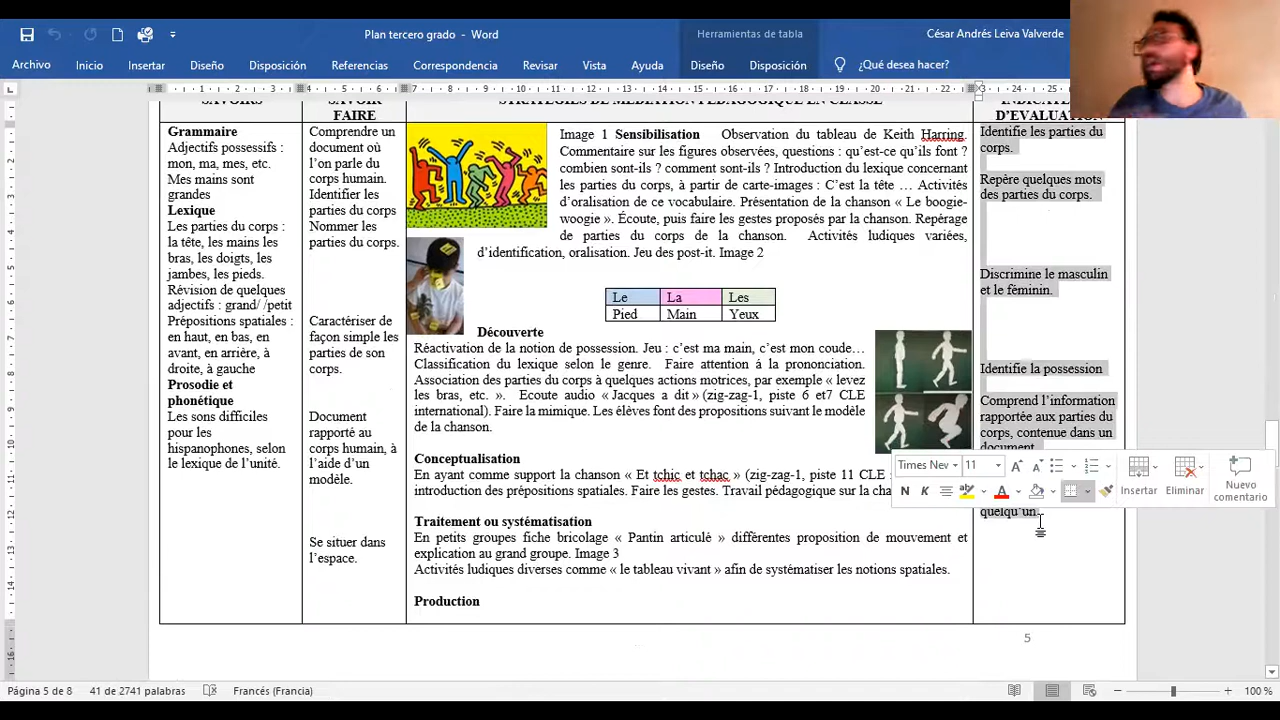 Plan tercero grado - Word
Herramientas de tabla
César Andrés Leiva Valverde
Archivo
Inicio
Insertar
Diseño
Disposición
Referencias
Correspondencia
Revisar
Vista
Ayuda
Diseño
Disposición
¿Qué desea hacer?
SAVOIRS
SAVOIR
FAIRE
STRATÉGIES DE MÉDIATION PÉDAGOGIQUE EN CLASSE
D'ÉVALUATION
Grammaire
Adjectifs possessifs :
mon, ma, mes, etc.
Mes mains sont
grandes
Lexique
Les parties du corps :
la tête, les mains les
bras, les doigts, les
jambes, les pieds.
Révision de quelques
adjectifs : grand/ /petit
Prépositions spatiales :
en haut, en bas, en
avant, en arrière, à
droite, à gauche
Prosodie et
phonétique
Les sons difficiles
pour les
hispanophones, selon
le lexique de l'unité.
Comprendre un
document où
l'on parle du
corps humain.
Identifier les
parties du corps
Nommer les
parties du corps.
Caractériser de
façon simple les
parties de son
corps.
Document
rapporté au
corps humain, à
l'aide d'un
modèle.
Se situer dans
l'espace.
Image 1 Sensibilisation Observation du tableau de Keith Harring.
Commentaire sur les figures observées, questions : qu'est-ce qu'ils font ?
combien sont-ils ? comment sont-ils ? Introduction du lexique concernant
les parties du corps, à partir de carte-images : C'est la tête … Activités
d'oralisation de ce vocabulaire. Présentation de la chanson « Le boogie-
woogie ». Écoute, puis faire les gestes proposés par la chanson. Repérage
de parties du corps de la chanson. Activités ludiques variées,
d'identification, oralisation. Jeu des post-it. Image 2
Le La Les
Pied Main Yeux
Découverte
Réactivation de la notion de possession. Jeu : c'est ma main, c'est mon coude…
Classification du lexique selon le genre. Faire attention á la prononciation.
Association des parties du corps à quelques actions motrices, par exemple « levez
les bras, etc. ». Ecoute audio « Jacques a dit » (zig-zag-1, piste 6 et7 CLE
international). Faire la mimique. Les élèves font des propositions suivant le modèle
de la chanson.
Conceptualisation
En ayant comme support la chanson « Et tchic et tchac » (zig-zag-1, piste 11 CLE
introduction des prépositions spatiales. Faire les gestes. Travail pédagogique sur la cha
Traitement ou systématisation
En petits groupes fiche bricolage « Pantin articulé » différentes proposition de mouvement et
explication au grand groupe. Image 3
Activités ludiques diverses comme « le tableau vivant » afin de systématiser les notions spatiales.
Production
Identifie les parties du
corps.
Repère quelques mots
des parties du corps.
Discrimine le masculin
et le féminin.
Identifie la possession
Comprend l'information
rapportée aux parties du
corps, contenue dans un
document
quelqu'un.
Times Nev
11
N
K
Insertar
Eliminar
Nuevo
comentario
5
Página 5 de 8
41 de 2741 palabras
Francés (Francia)
100 %